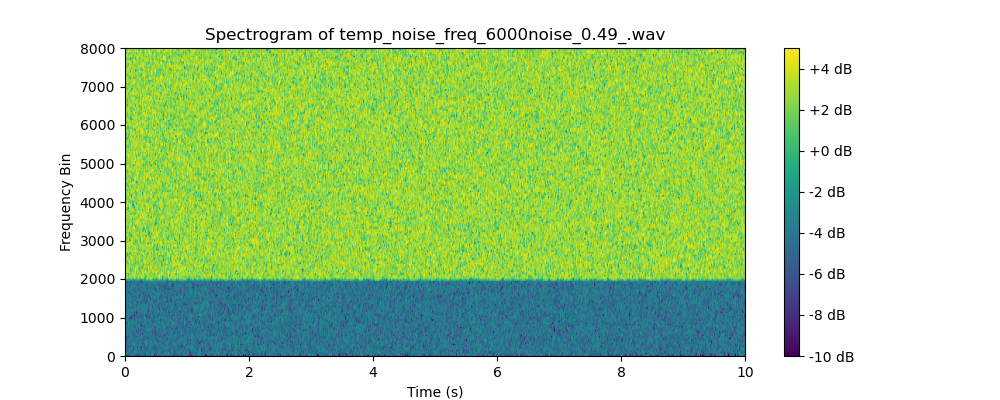 Spectrogram of temp_noise_freq_6000noise_0.49_.wav
8000
7000
6000
5000
4000
3000
2000
1000
0
Frequency Bin
0 2 4 6 8 10
Time (s)
+4 dB
+2 dB
+0 dB
-2 dB
-4 dB
-6 dB
-8 dB
-10 dB